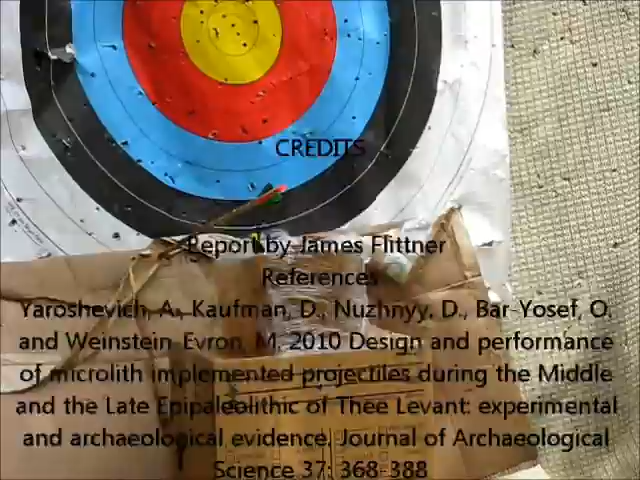 CREDITS
Report by James Flittner
References
Yaroshevich, A., Kaufman, D., Nuzhnyy. D., Bar-Yosef, O.
and Weinstein-Evron, M. 2010 Design and performance
of microlith implemented projectiles during the Middle
and the Late Epipaleolithic of Thee Levant: experimental
and archaeological evidence. Journal of Archaeological
Science 37: 368-388